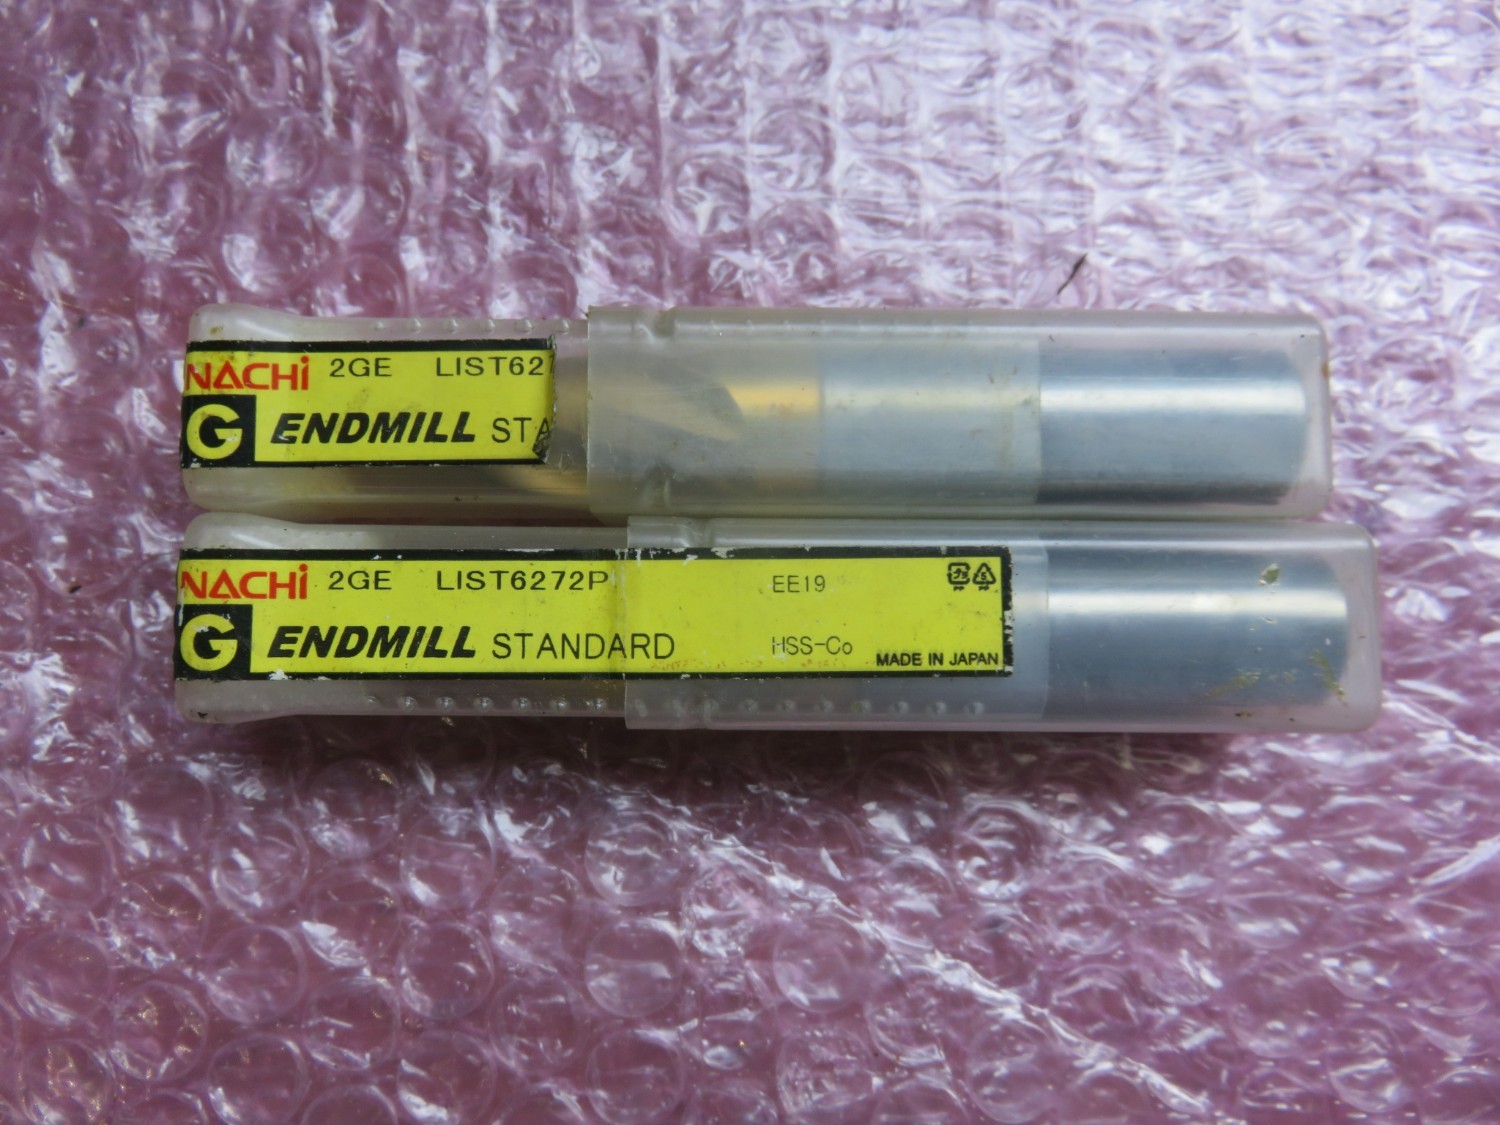 NACHi 2GE LIST627
G ENDMILL STA
NACHi 2GE LIST6272P EE19
G ENDMILL STANDARD HSS-Co MADE IN JAPAN